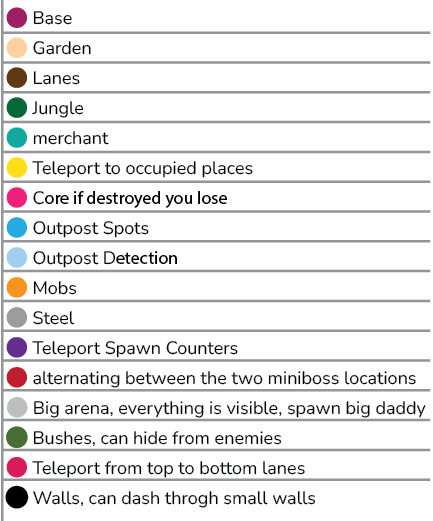 Base
Garden
Lanes
Jungle
merchant
Teleport to occupied places
Core if destroyed you lose
Outpost Spots
Outpost Detection
Mobs
Steel
Teleport Spawn Counters
alternating between the two miniboss locations
Big arena, everything is visible, spawn big daddy
Bushes, can hide from enemies
Teleport from top to bottom lanes
Walls, can dash throgh small walls